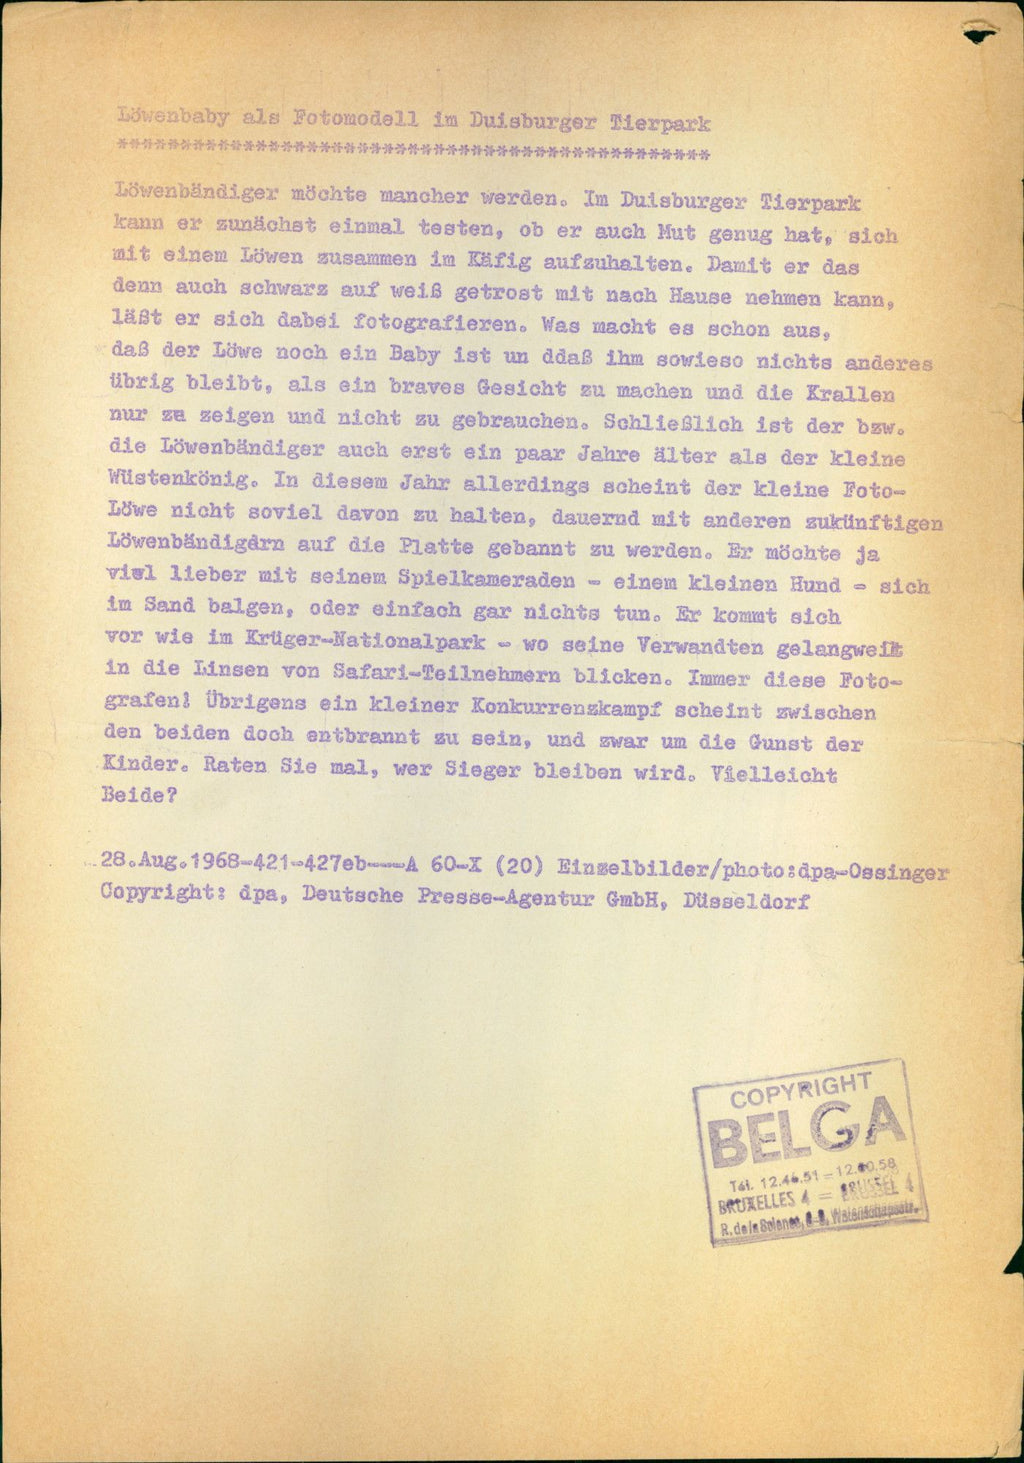 Löwenbaby als Fotomodell im Duisburger Tierpark
***********************************************
Löwenbändiger möchte mancher werden. Im Duisburger Tierpark
kann er zunächst einmal testen, ob er auch Mut genug hat, sich
mit einem Löwen zusammen im Käfig aufzuhalten. Damit er das
denn auch schwarz auf weiß getrost mit nach Hause nehmen kann,
läßt er sich dabei fotografieren. Was macht es schon aus,
daß der Löwe noch ein Baby ist un ddaß ihm sowieso nichts anderes
übrig bleibt, als ein braves Gesicht zu machen und die Krallen
nur zu zeigen und nicht zu gebrauchen. Schließlich ist der bzw.
die Löwenbändiger auch erst ein paar Jahre älter als der kleine
Wüstenkönig. In diesem Jahr allerdings scheint der kleine Foto-
Löwe nicht soviel davon zu halten, dauernd mit anderen zukünftigen
Löwenbändigern auf die Platte gebannt zu werden. Er möchte ja
viel lieber mit seinem Spielkameraden - einem kleinen Hund - sich
im Sand balgen, oder einfach gar nichts tun. Er kommt sich
vor wie im Krüger-Nationalpark - wo seine Verwandten gelangweilt
in die Linsen von Safari-Teilnehmern blicken. Immer diese Foto-
grafen! Übrigens ein kleiner Konkurrenzkampf scheint zwischen
den beiden doch entbrannt zu sein, und zwar um die Gunst der
Kinder. Raten Sie mal, wer Sieger bleiben wird. Vielleicht
Beide?
28.Aug.1968-421-427eb---A 60-X (20) Einzelbilder/photo:dpa-Ossinger
Copyright: dpa, Deutsche Presse-Agentur GmbH, Düsseldorf
COPYRIGHT
BELGA
Tél. 12.46.51 = 12.50
BRUXELLES 4 = BRUSSEL 4
R. de la Science,